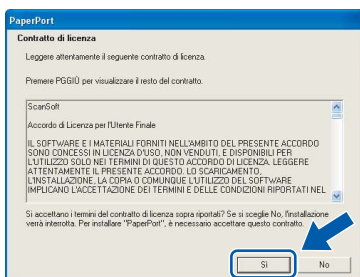 PaperPort
Contratto di licenza
Leggere attentamente il seguente contratto di licenza.
Premere PGGIÙ per visualizzare il resto del contratto.
ScanSoft
Accordo di Licenza per l'Utente Finale
IL SOFTWARE E I MATERIALI FORNITI NELL'AMBITO DEL PRESENTE ACCORDO
SONO CONCESSI IN LICENZA D'USO, NON VENDUTI, E DISPONIBILI PER
L'UTILIZZO SOLO NEI TERMINI DI QUESTO ACCORDO DI LICENZA. LEGGERE
ATTENTAMENTE IL PRESENTE ACCORDO. LO SCARICAMENTO,
L'INSTALLAZIONE, LA COPIA O COMUNQUE L'UTILIZZO DEL SOFTWARE
IMPLICANO L'ACCETTAZIONE DEI TERMINI E DELLE CONDIZIONI RIPORTATI NEL
Si accettano i termini del contratto di licenza sopra riportati? Se si sceglie No, l'installazione
verrà interrotta. Per installare "PaperPort", è necessario accettare questo contratto.
Sì
No